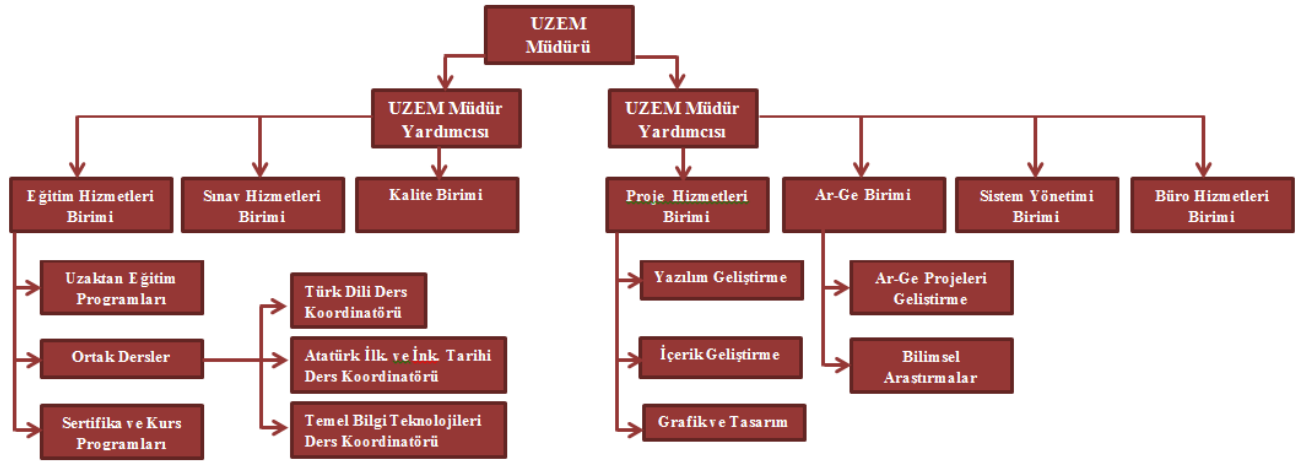 UZEM
Müdürü
UZEM Müdür
Yardımcısı
UZEM Müdür
Yardımcısı
Eğitim Hizmetleri
Birimi
Sınav Hizmetleri
Birimi
Kalite Birimi
Proje Hizmetleri
Birimi
Ar-Ge Birimi
Sistem Yönetimi
Birimi
Büro Hizmetleri
Birimi
Uzaktan Eğitim
Programları
Ortak Dersler
Sertifika ve Kurs
Programları
Türk Dili Ders
Koordinatörü
Atatürk İlk. ve İnk. Tarihi
Ders Koordinatörü
Temel Bilgi Teknolojileri
Ders Koordinatörü
Yazılım Geliştirme
İçerik Geliştirme
Grafik ve Tasarım
Ar-Ge Projeleri
Geliştirme
Bilimsel
Araştırmalar